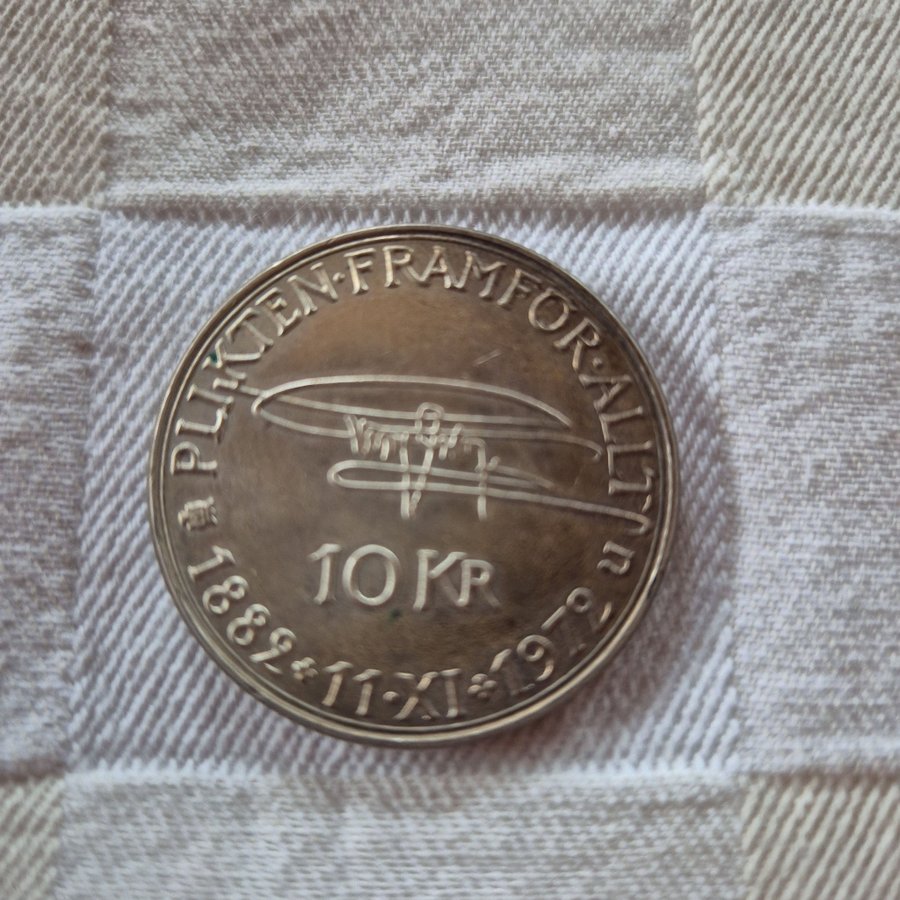 PLIKTEN·FRAMFÖR·ALLT
10 KR
1882 * 11·XI * 1972